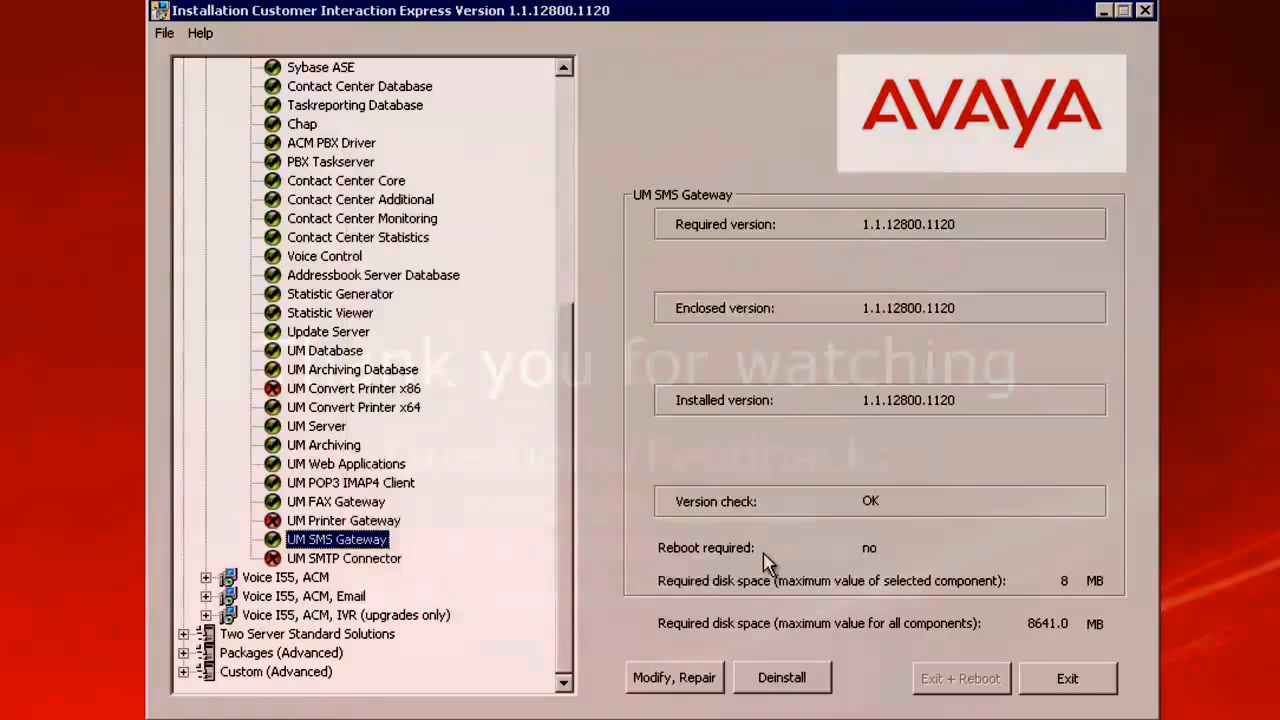 Installation Customer Interaction Express Version 1.1.12800.1120
File Help
Sybase ASE
Contact Center Database
Taskreporting Database
Chap
ACM PBX Driver
PBX Taskserver
Contact Center Core
Contact Center Additional
Contact Center Monitoring
Contact Center Statistics
Voice Control
Addressbook Server Database
Statistic Generator
Statistic Viewer
Update Server
UM Database
UM Archiving Database
UM Convert Printer x86
UM Convert Printer x64
UM Server
UM Archiving
UM Web Applications
UM POP3 IMAP4 Client
UM FAX Gateway
UM Printer Gateway
UM SMS Gateway
UM SMTP Connector
Voice I55, ACM
Voice I55, ACM, Email
Voice I55, ACM, IVR (upgrades only)
Two Server Standard Solutions
Packages (Advanced)
Custom (Advanced)
AVAYA
UM SMS Gateway
Required version: 1.1.12800.1120
Enclosed version: 1.1.12800.1120
Thank you for watching
Installed version: 1.1.12800.1120
Version check: OK
Reboot required: no
Required disk space (maximum value of selected component): 8 MB
Required disk space (maximum value for all components): 8641.0 MB
Modify, Repair Deinstall Exit + Reboot Exit